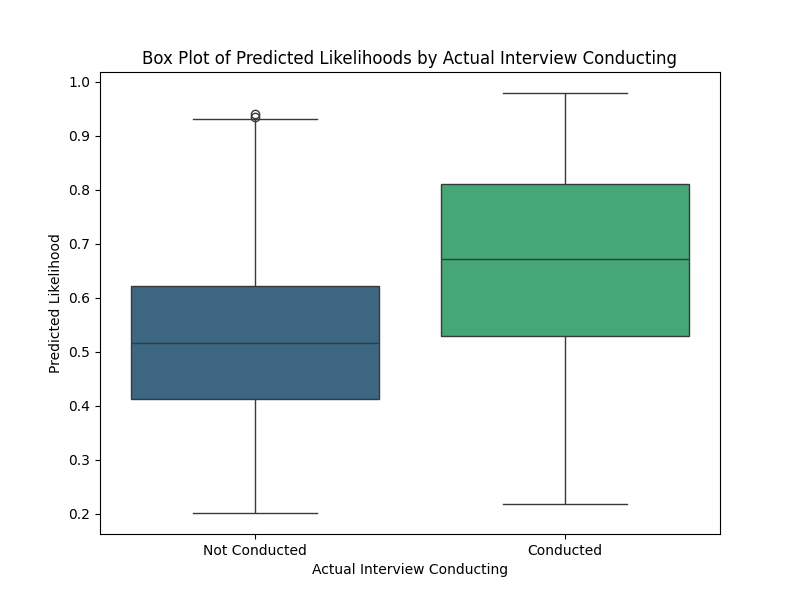 Box Plot of Predicted Likelihoods by Actual Interview Conducting
Predicted Likelihood
1.0
0.9
0.8
0.7
0.6
0.5
0.4
0.3
0.2
Not Conducted
Conducted
Actual Interview Conducting